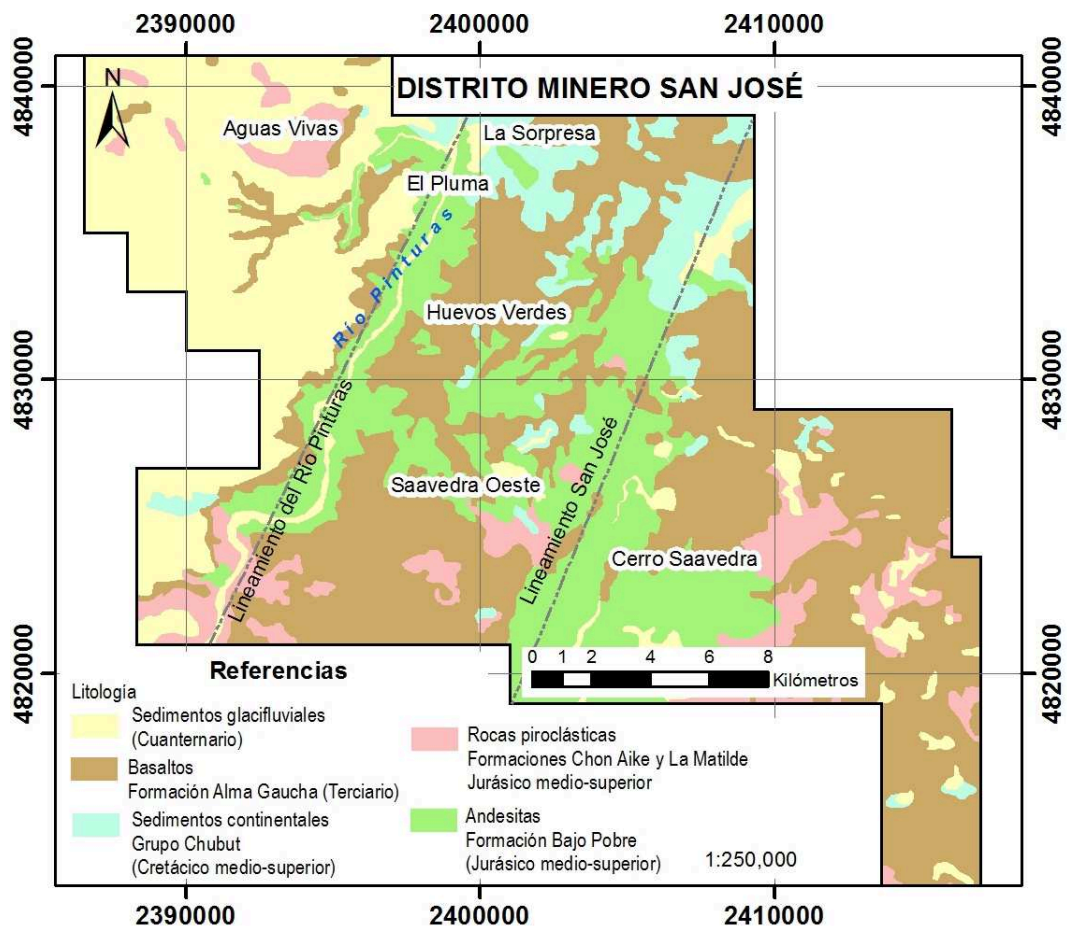 2390000
2400000
2410000
4840000
4840000
N
DISTRITO MINERO SAN JOSÉ
Aguas Vivas
La Sorpresa
El Pluma
Río Pinturas
Huevos Verdes
4830000
4830000
Lineamiento del Río Pinturas
Saavedra Oeste
Lineamiento San José
Cerro Saavedra
4820000
4820000
0 1 2 4 6 8
Kilómetros
Referencias
Litología
Sedimentos glacifluviales
(Cuanternario)
Basaltos
Formación Alma Gaucha (Terciario)
Sedimentos continentales
Grupo Chubut
(Cretácico medio-superior)
Rocas piroclásticas
Formaciones Chon Aike y La Matilde
Jurásico medio-superior
Andesitas
Formación Bajo Pobre
(Jurásico medio-superior)
1:250,000
2390000
2400000
2410000